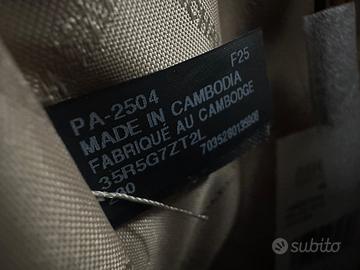 F25
PA-2504
MADE IN CAMBODIA
FABRIQUÉ AU CAMBODGE
35R5G7ZT2L
subito